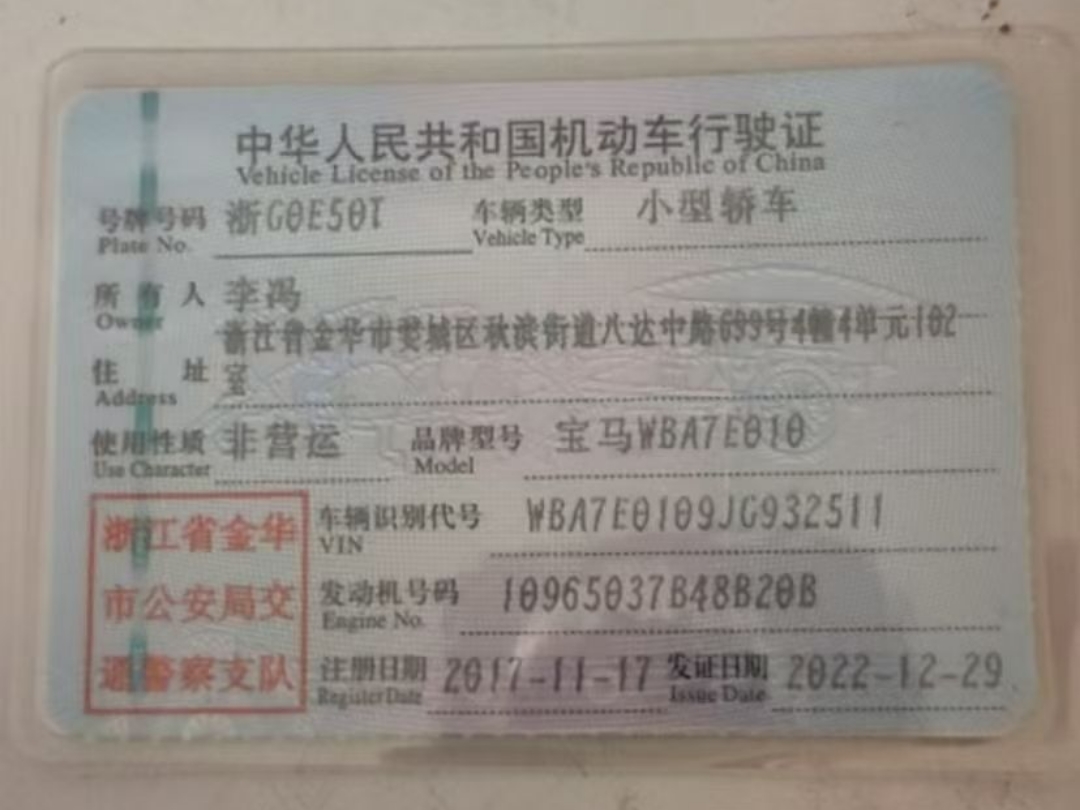 中华人民共和国机动车行驶证
Vehicle License of the People's Republic of China
号牌号码 浙G0E50T 车辆类型 小型轿车
Plate No. Vehicle Type
所有人 李冯
Owner
浙江省金华市婺城区秋滨街道八达中路699号4幢4单元102
住址 室
Address
使用性质 非营运 品牌型号 宝马WBA7E010
Use Character Model
浙江省金华 车辆识别代号 WBA7E0109JG932511
VIN
市公安局交 发动机号码 10965037B48B20B
Engine No.
通警察支队 注册日期 2017-11-17 发证日期 2022-12-29
Register Date Issue Date